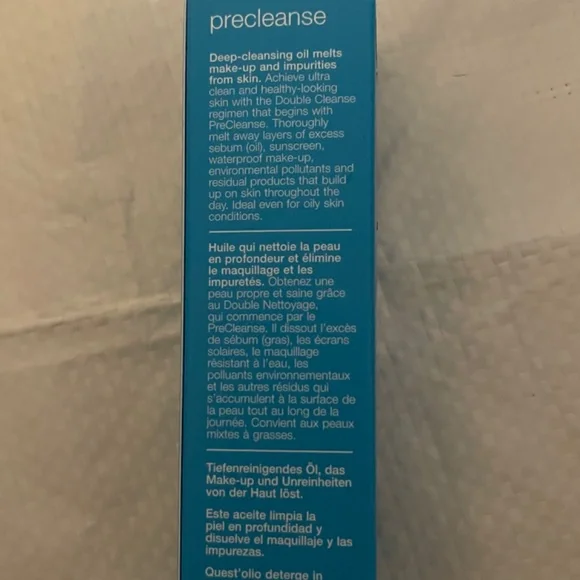 precleanse
Deep-cleansing oil melts
make-up and impurities
from skin. Achieve ultra
clean and healthy-looking
skin with the Double Cleanse
regimen that begins with
PreCleanse. Thoroughly
melt away layers of excess
sebum (oil), sunscreen,
waterproof make-up,
environmental pollutants and
residual products that build
up on skin throughout the
day. Ideal even for oily skin
conditions.
Huile qui nettoie la peau
en profondeur et élimine
le maquillage et les
impuretés. Obtenez une
peau propre et saine grâce
au Double Nettoyage,
qui commence par le
PreCleanse. Il dissout l'excès
de sébum (gras), les écrans
solaires, le maquillage
résistant à l'eau, les
polluants environnementaux
et les autres résidus qui
s'accumulent à la surface de
la peau tout au long de la
journée. Convient aux peaux
mixtes à grasses.
Tiefenreinigendes Öl, das
Make-up und Unreinheiten
von der Haut löst.
Este aceite limpia la
piel en profundidad y
disuelve el maquillaje y las
impurezas.
Quest'olio deterge in